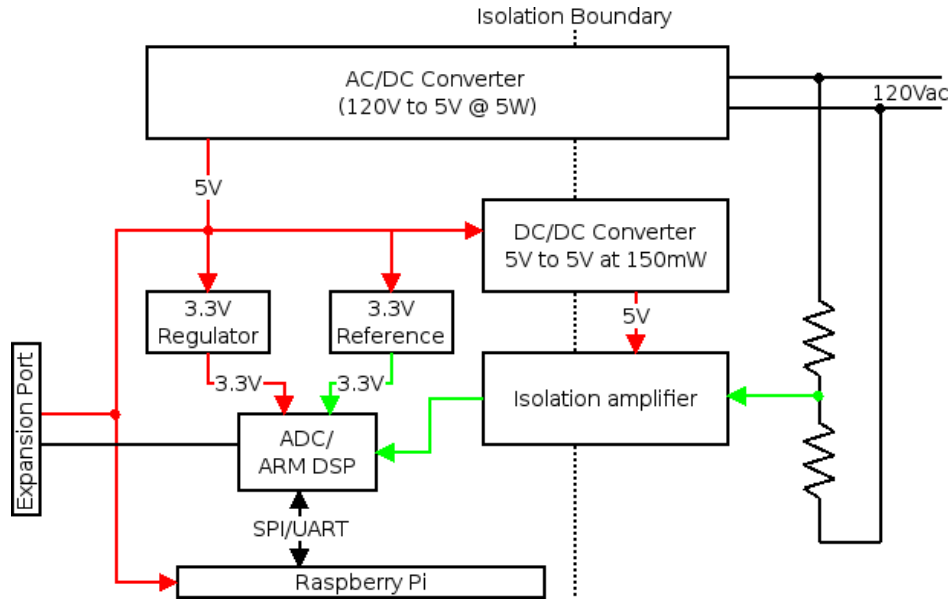 Isolation Boundary
AC/DC Converter
(120V to 5V @ 5W)
120Vac
5V
DC/DC Converter
5V to 5V at 150mW
3.3V
Regulator
3.3V
Reference
5V
3.3V
3.3V
Isolation amplifier
Expansion Port
ADC/
ARM DSP
SPI/UART
Raspberry Pi